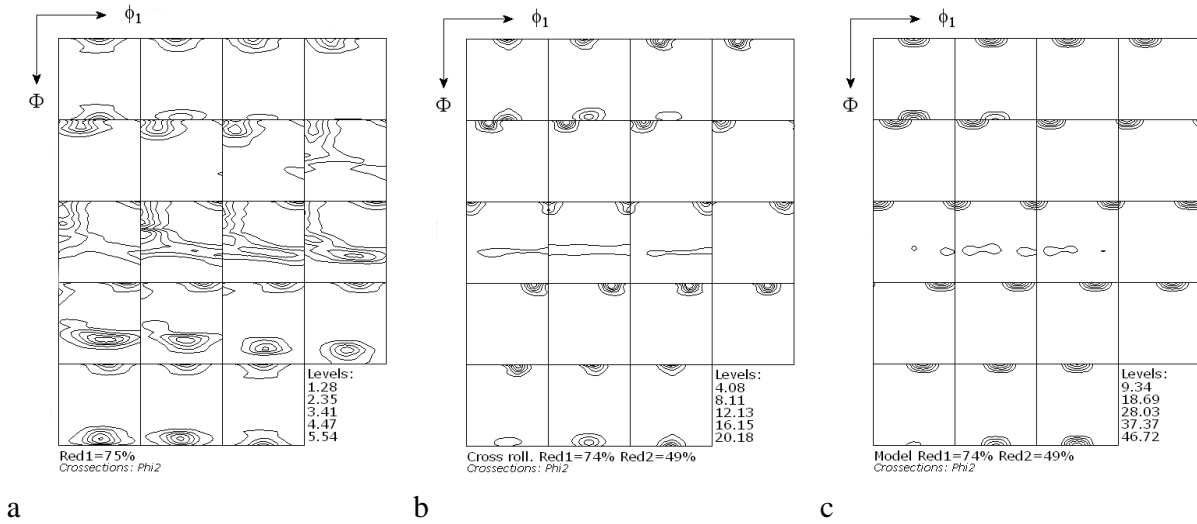 ϕ1
Φ
Levels:
1.28
2.35
3.41
4.47
5.54
Red1=75%
Crossections: Phi2
a
ϕ1
Φ
Levels:
4.08
8.11
12.13
16.15
20.18
Cross roll. Red1=74% Red2=49%
Crossections: Phi2
b
ϕ1
Φ
Levels:
9.34
18.69
28.03
37.37
46.72
Model Red1=74% Red2=49%
Crossections: Phi2
c